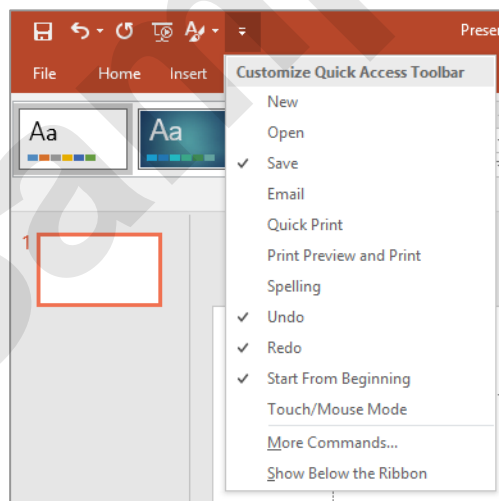 Preser
File Home Insert
Customize Quick Access Toolbar
Aa
Aa
New
Open
Save
Email
Quick Print
Print Preview and Print
Spelling
1
Undo
Redo
Start From Beginning
Touch/Mouse Mode
More Commands...
Show Below the Ribbon